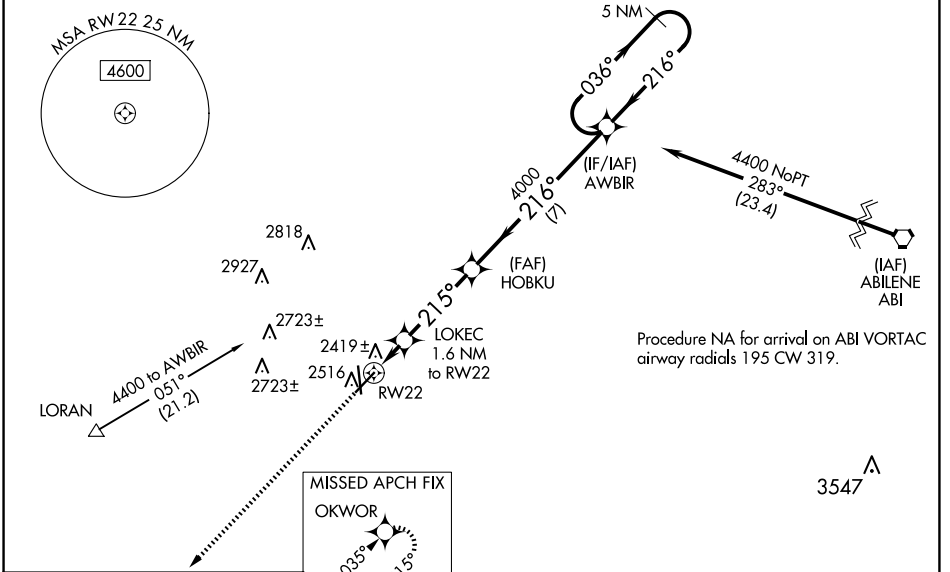 MSA RW22 25 NM
4600
5 NM
036°
216°
(IF/IAF)
AWBIR
4400 NoPT
283°
(23.4)
(IAF)
ABILENE
ABI
4000
216°
(7)
(FAF)
HOBKU
2818
2927
2723±
2723±
215°
LOKEC
1.6 NM
to RW22
2419±
2516
RW22
Procedure NA for arrival on ABI VORTAC
airway radials 195 CW 319.
4400 to AWBIR
051°
(21.2)
LORAN
3547
MISSED APCH FIX
OKWOR
035°